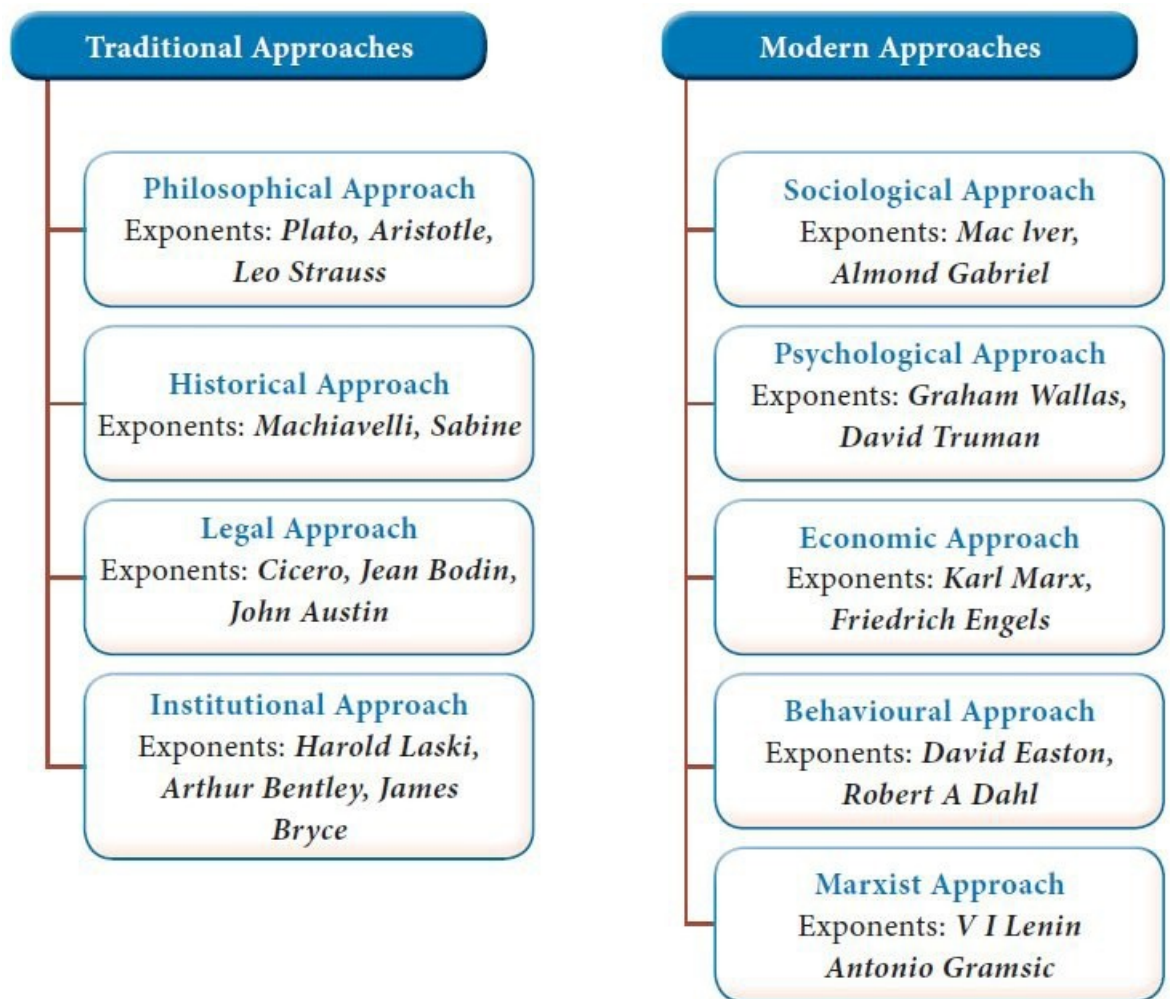 Traditional Approaches
Philosophical Approach
Exponents: Plato, Aristotle,
Leo Strauss
Historical Approach
Exponents: Machiavelli, Sabine
Legal Approach
Exponents: Cicero, Jean Bodin,
John Austin
Institutional Approach
Exponents: Harold Laski,
Arthur Bentley, James
Bryce
Modern Approaches
Sociological Approach
Exponents: Mac lver,
Almond Gabriel
Psychological Approach
Exponents: Graham Wallas,
David Truman
Economic Approach
Exponents: Karl Marx,
Friedrich Engels
Behavioural Approach
Exponents: David Easton,
Robert A Dahl
Marxist Approach
Exponents: V I Lenin
Antonio Gramsic